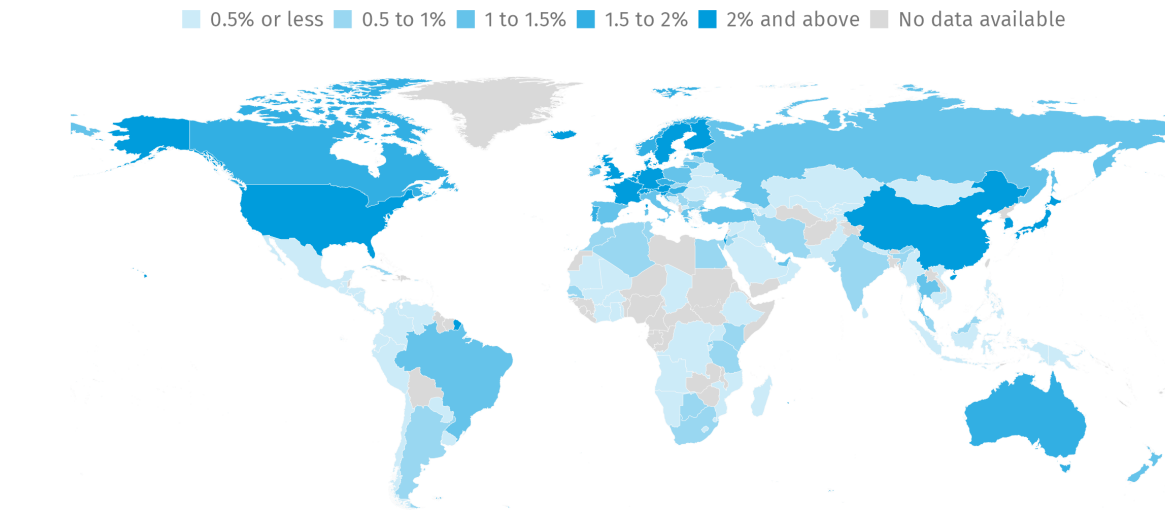 0.5% or less 0.5 to 1% 1 to 1.5% 1.5 to 2% 2% and above No data available